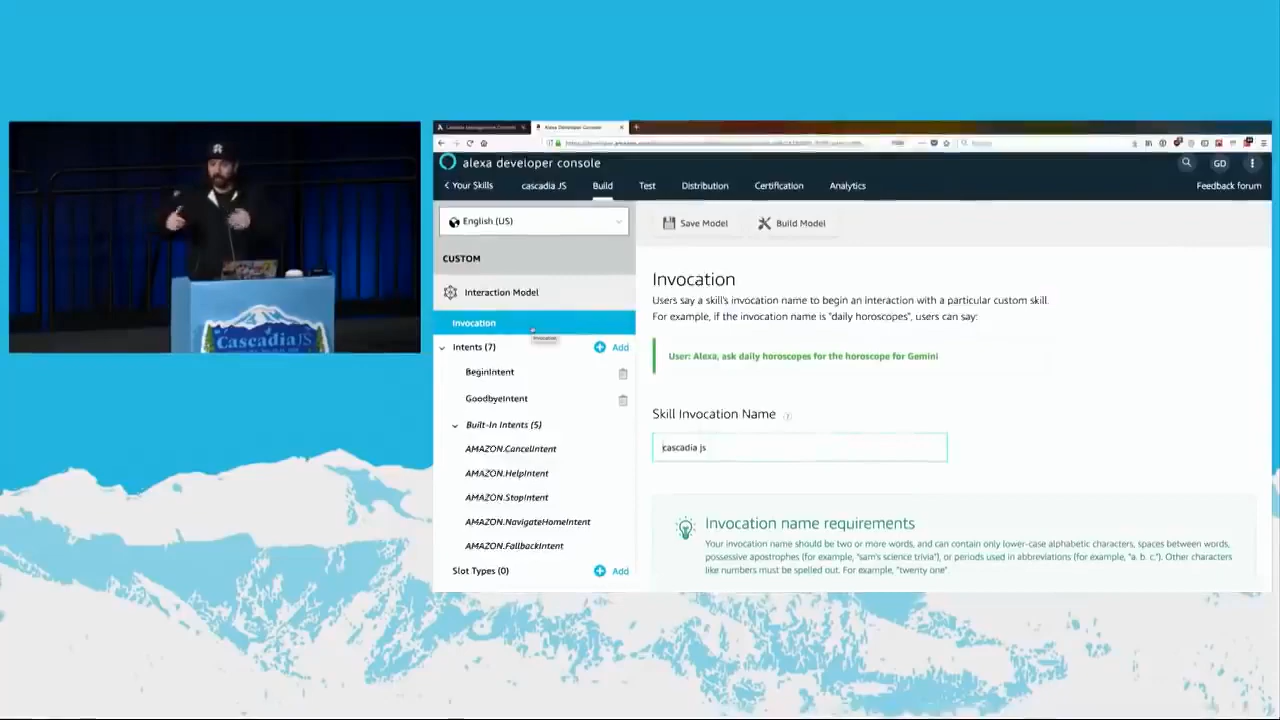 CascadiaJS
Alexa Developer Console
alexa developer console
GD
Your Skills
cascadia JS
Build
Test
Distribution
Certification
Analytics
Feedback forum
English (US)
Save Model
Build Model
CUSTOM
Interaction Model
Invocation
Invocation
Intents (7)
Add
BeginIntent
GoodbyeIntent
Built-In Intents (5)
AMAZON.CancelIntent
AMAZON.HelpIntent
AMAZON.StopIntent
AMAZON.NavigateHomeIntent
AMAZON.FallbackIntent
Slot Types (0)
Add
Invocation
Users say a skill's invocation name to begin an interaction with a particular custom skill.
For example, if the invocation name is "daily horoscopes", users can say:
User: Alexa, ask daily horoscopes for the horoscope for Gemini
Skill Invocation Name
cascadia js
Invocation name requirements
Your invocation name should be two or more words, and can contain only lower-case alphabetic characters, spaces between words,
possessive apostrophes (for example, "sam's science trivia"), or periods used in abbreviations (for example, "a. b. c."). Other characters
like numbers must be spelled out. For example, "twenty one"